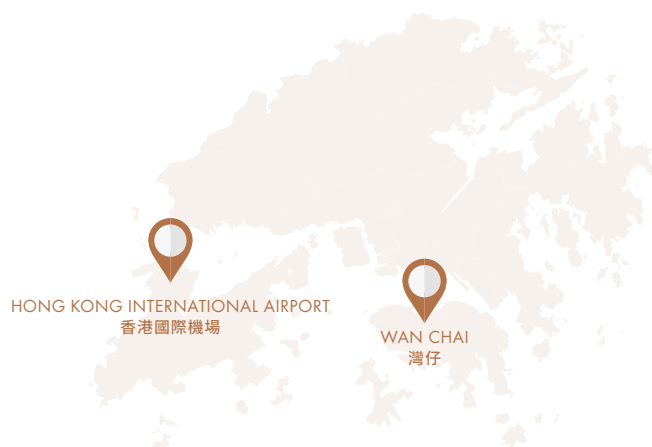 HONG KONG INTERNATIONAL AIRPORT
香港國際機場
WAN CHAI
灣仔